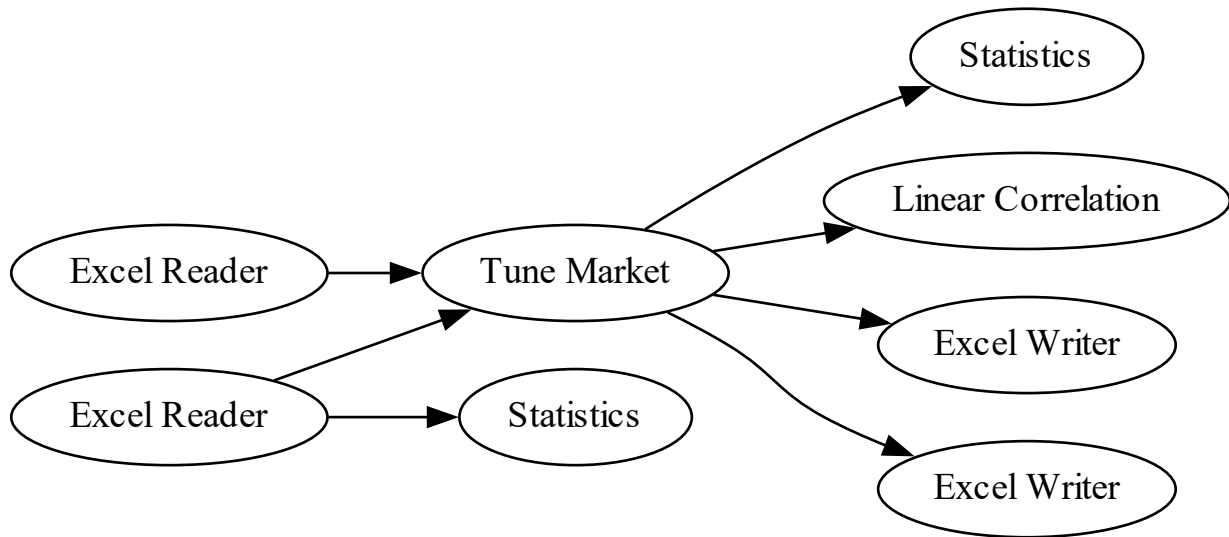 Statistics
Linear Correlation
Excel Reader
Tune Market
Excel Writer
Excel Reader
Statistics
Excel Writer